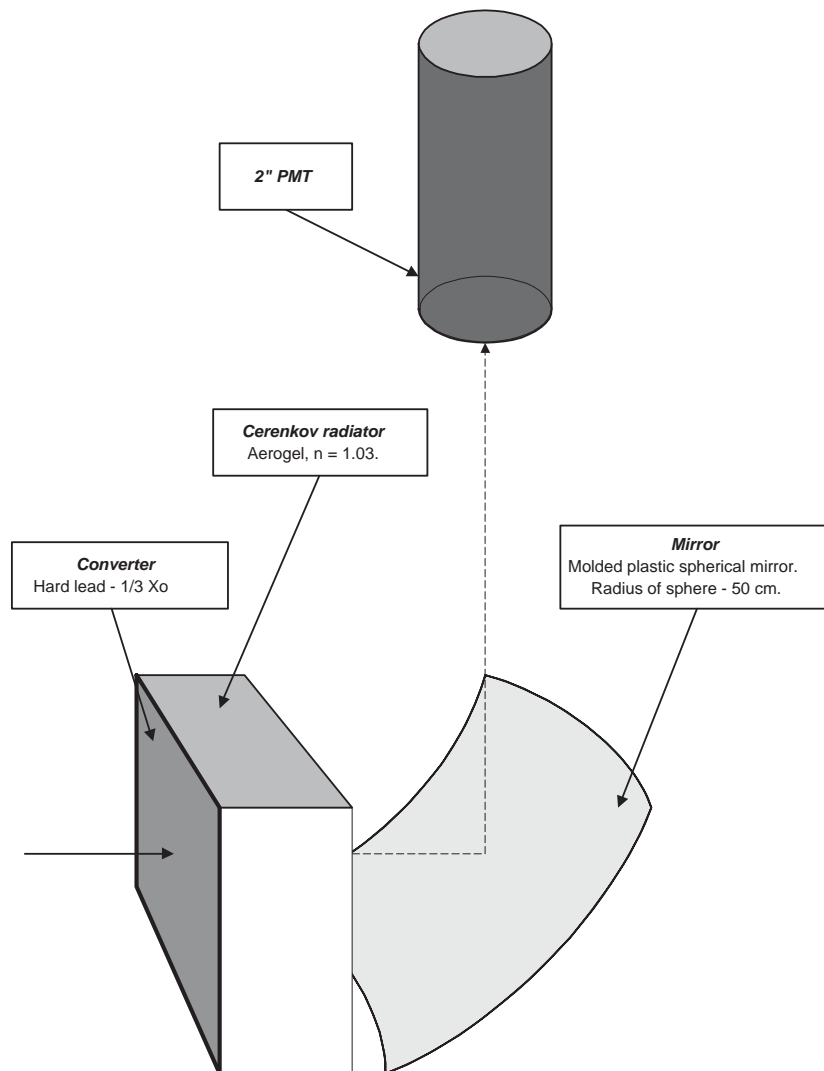 2" PMT
Cerenkov radiator
Aerogel, n = 1.03.
Converter
Hard lead - 1/3 Xo
Mirror
Molded plastic spherical mirror.
Radius of sphere - 50 cm.